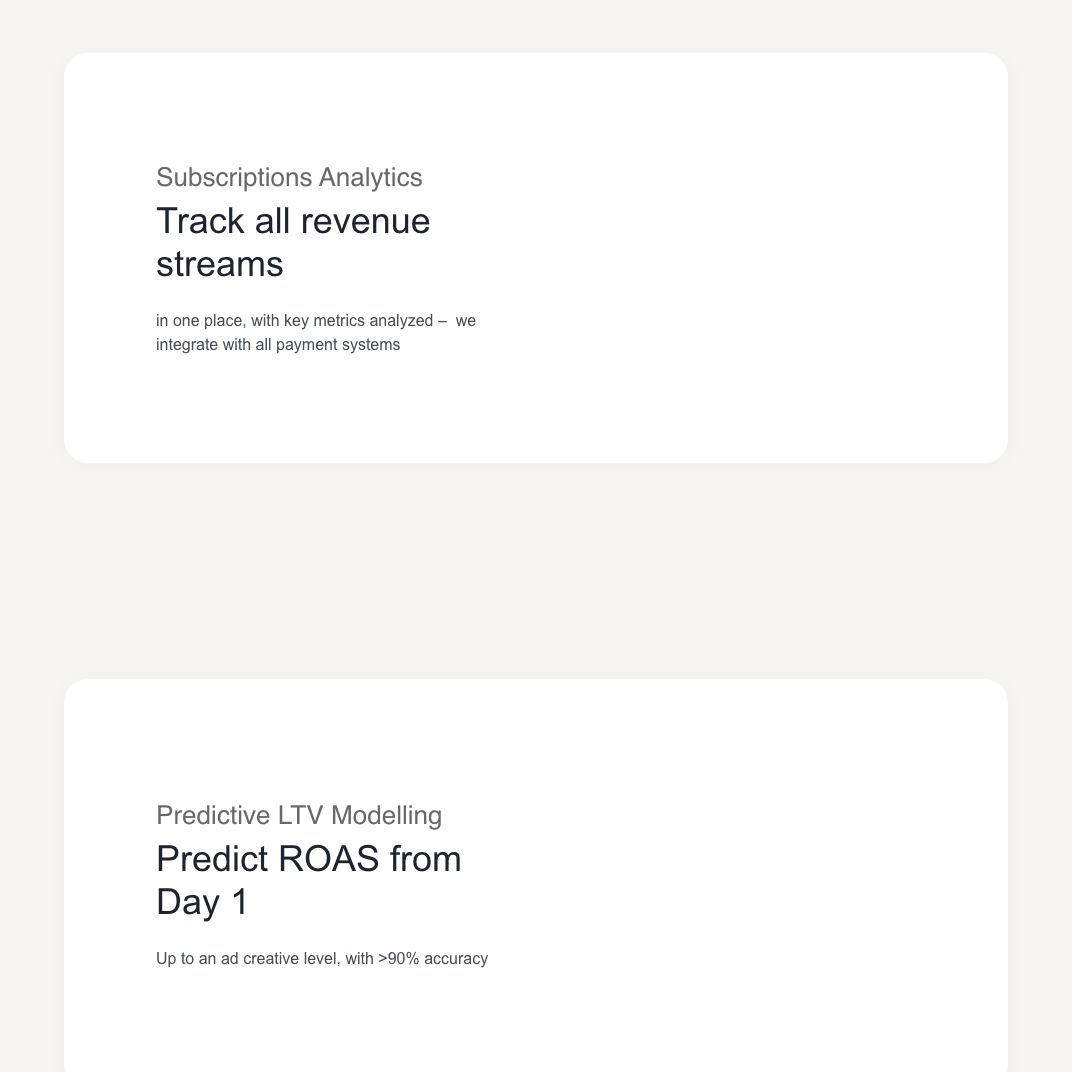 Subscriptions Analytics
Track all revenue
streams
in one place, with key metrics analyzed –  we
integrate with all payment systems
Predictive LTV Modelling
Predict ROAS from
Day 1
Up to an ad creative level, with >90% accuracy